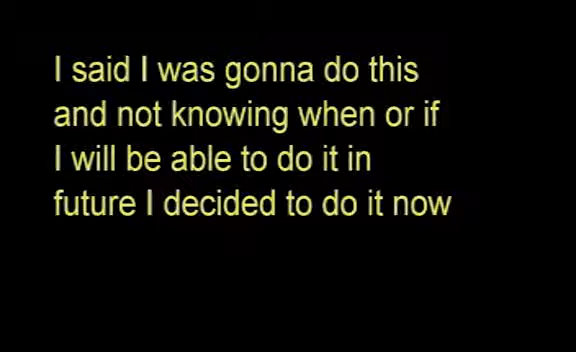 I said I was gonna do this
and not knowing when or if
I will be able to do it in
future I decided to do it now